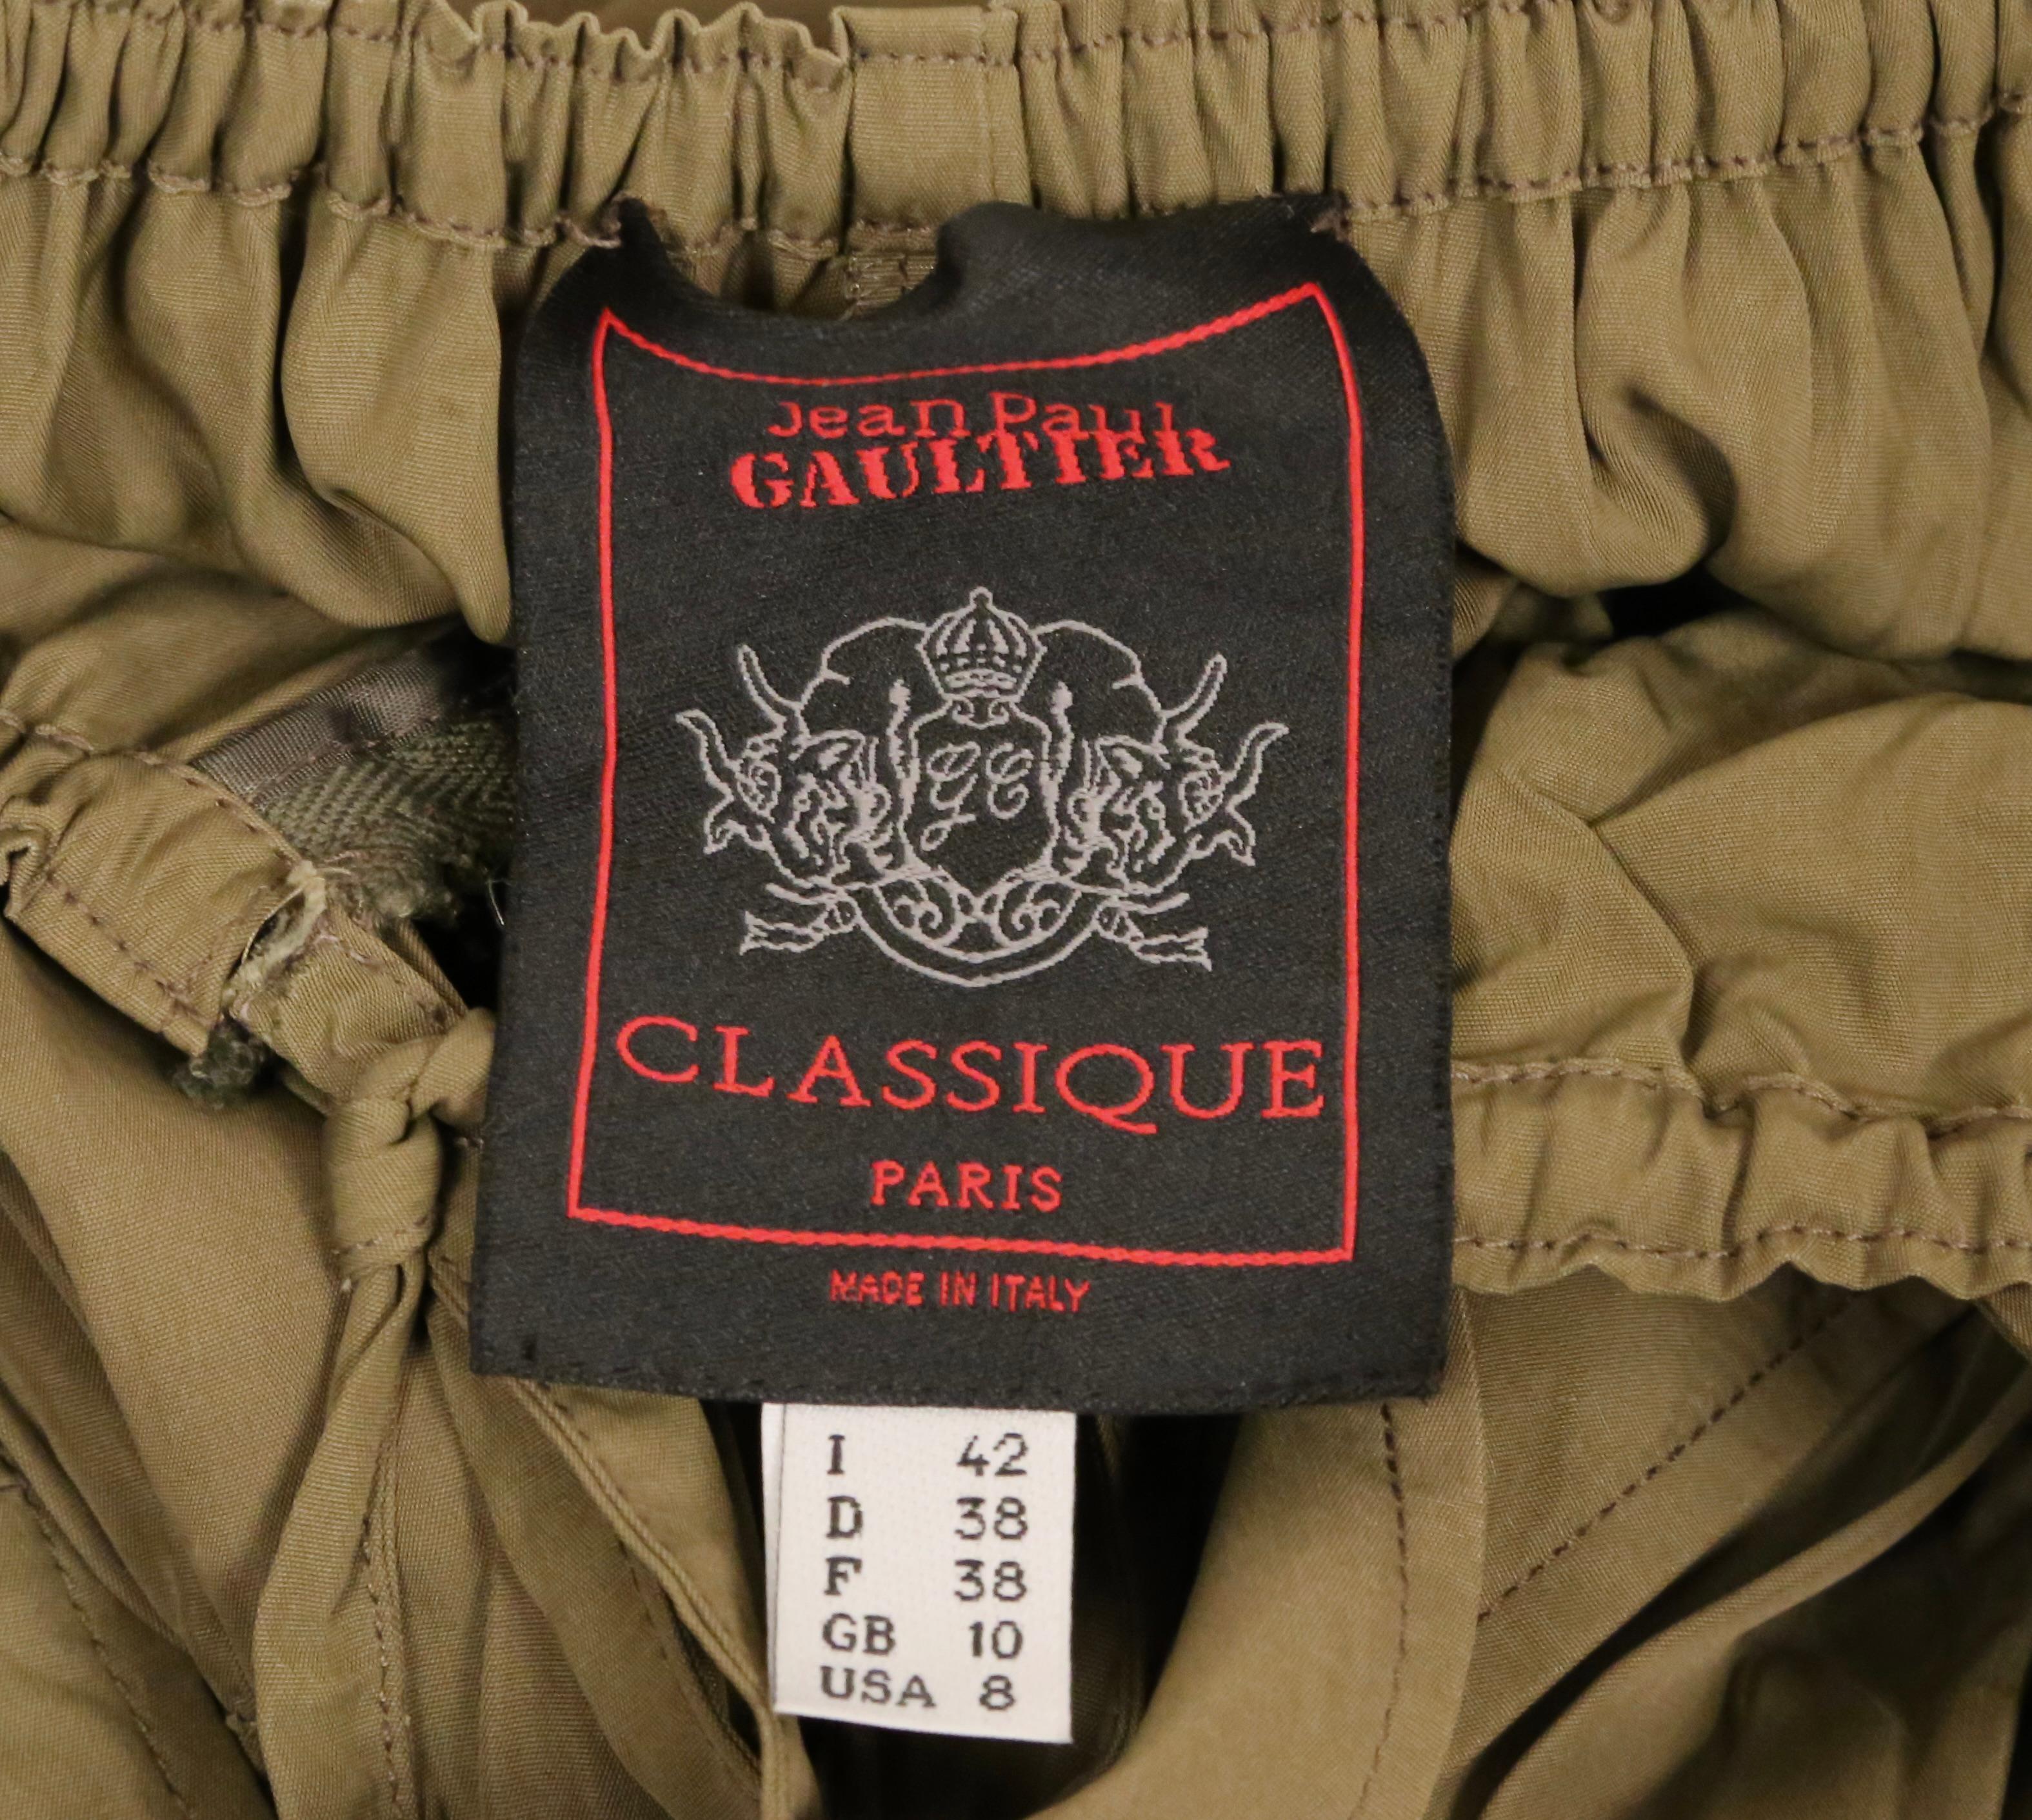 Jean Paul
GAULTIER
GC
CLASSIQUE
PARIS
MADE IN ITALY
I 42
D 38
F 38
GB 10
USA 8